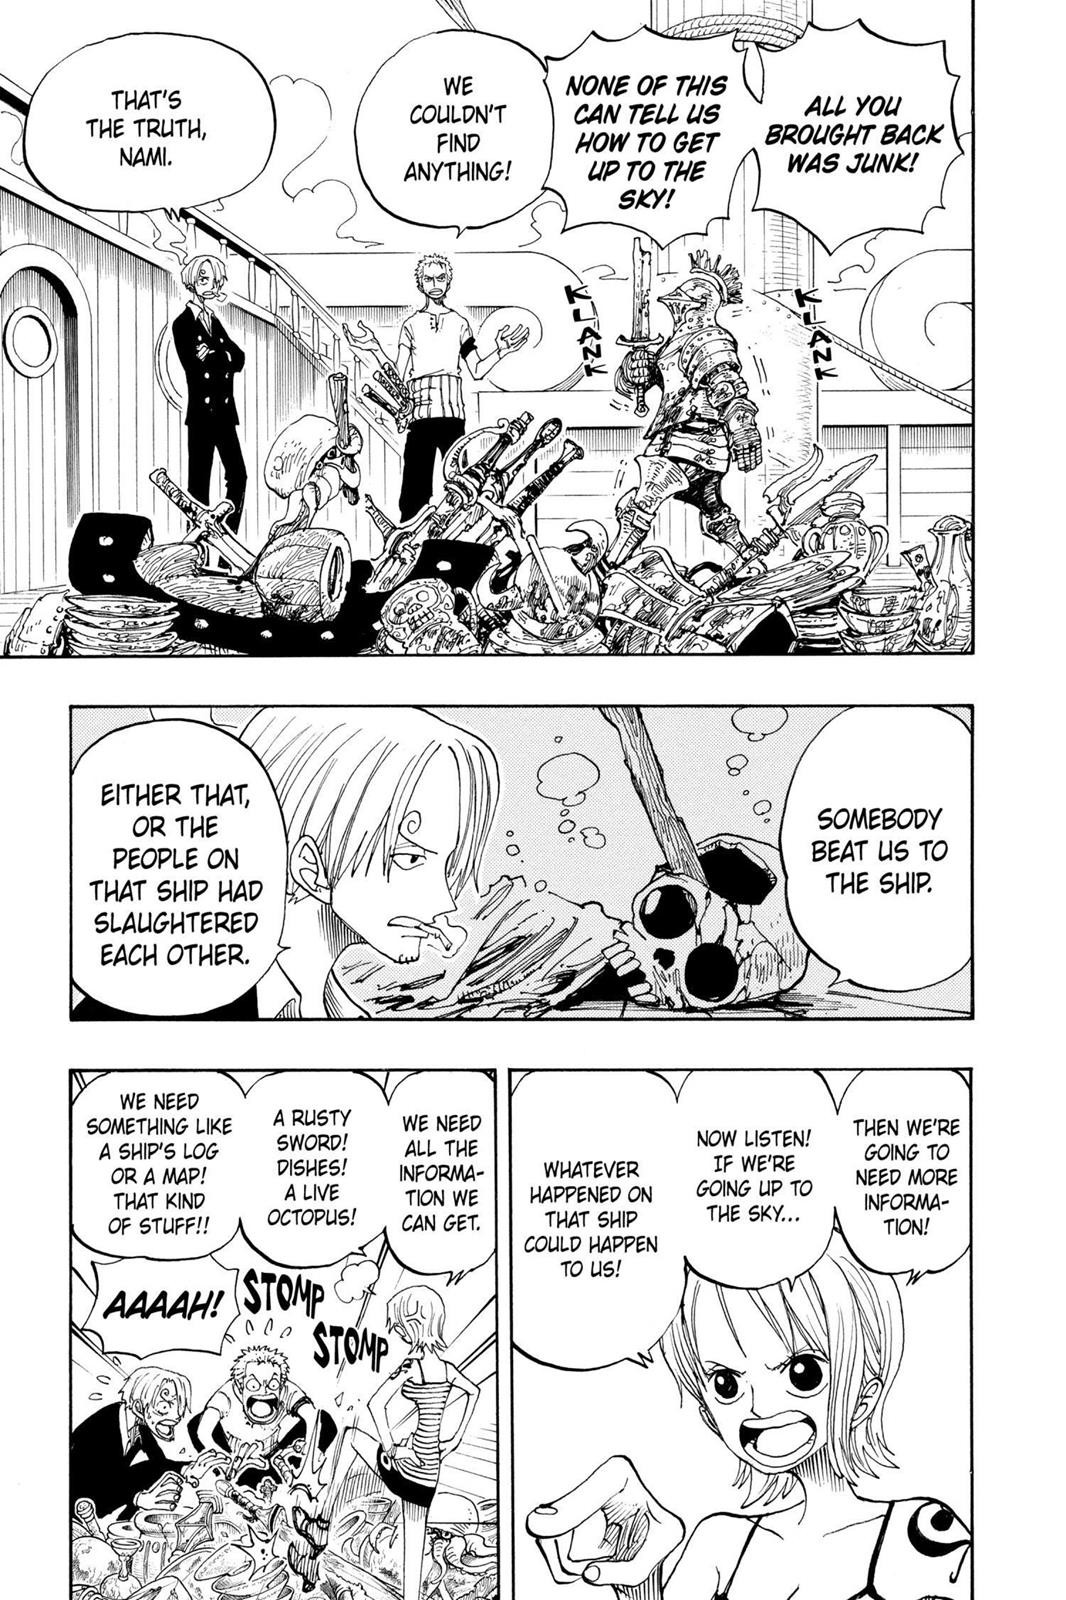 ALL YOU
BROUGHT BACK
WAS JUNK!
NONE OF THIS
CAN TELL US
HOW TO GET
UP TO THE
SKY!
WE
COULDN'T
FIND
ANYTHING!
THAT'S
THE TRUTH,
NAMI.
KLANK
KLANK
SOMEBODY
BEAT US TO
THE SHIP.
EITHER THAT,
OR THE
PEOPLE ON
THAT SHIP HAD
SLAUGHTERED
EACH OTHER.
THEN WE'RE
GOING TO
NEED MORE
INFORMA-
TION!
NOW LISTEN!
IF WE'RE
GOING UP TO
THE SKY...
WHATEVER
HAPPENED ON
THAT SHIP
COULD HAPPEN
TO US!
WE NEED
ALL THE
INFORMA-
TION WE
CAN GET.
A RUSTY
SWORD!
DISHES!
A LIVE
OCTOPUS!
WE NEED
SOMETHING LIKE
A SHIP'S LOG
OR A MAP!
THAT KIND
OF STUFF!!
STOMP
STOMP
AAAAH!